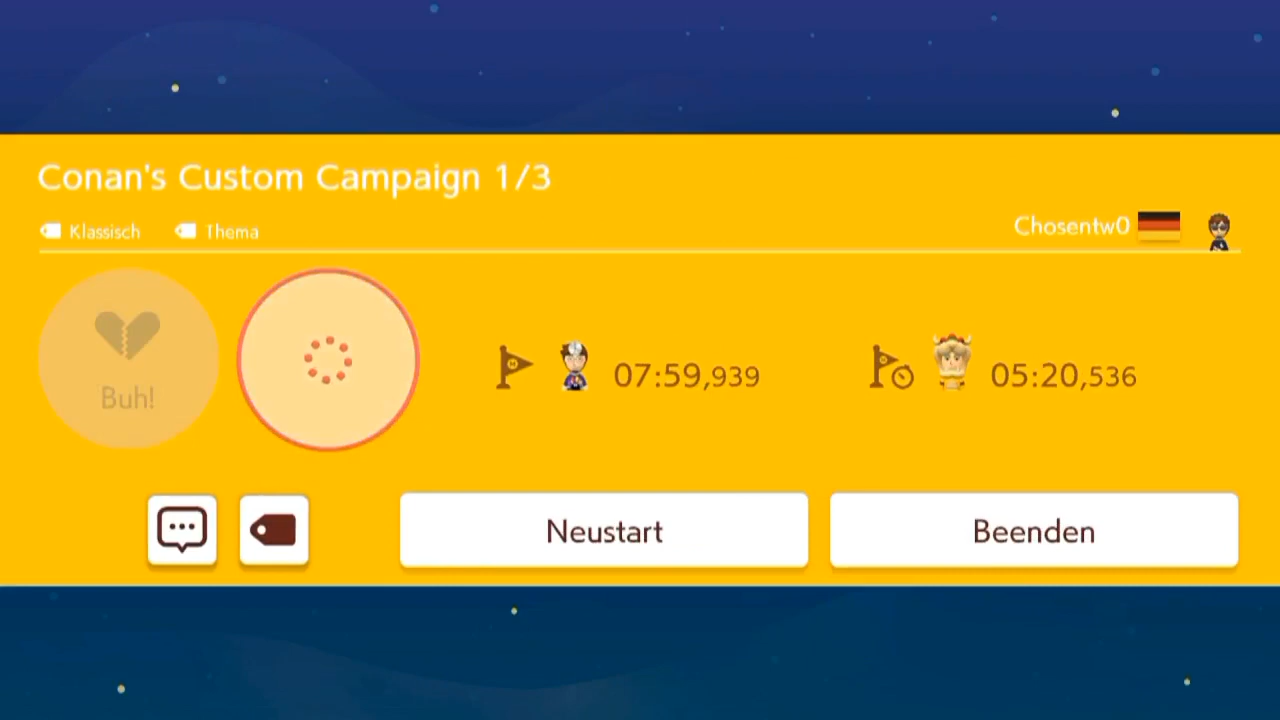 Conan's Custom Campaign 1/3
Klassisch Thema
Chosentw0
Buh!
07:59,939
05:20,536
Neustart
Beenden